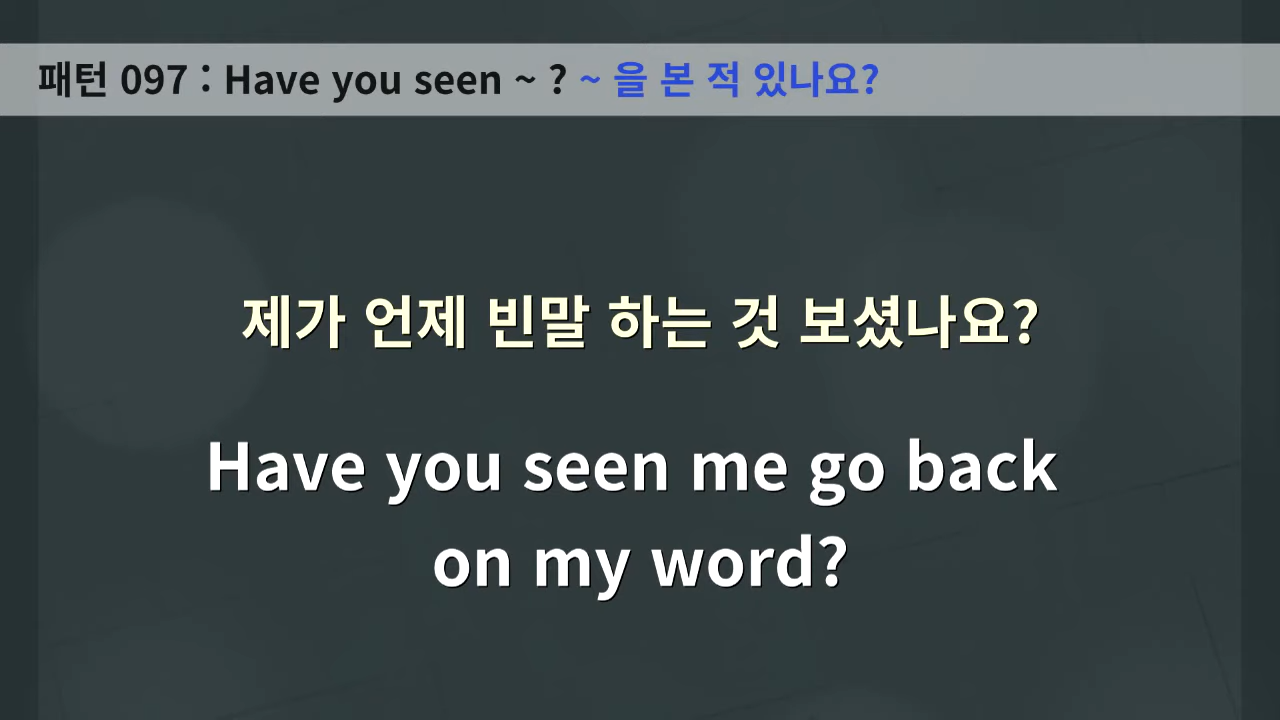 패턴 097 : Have you seen ~ ? ~ 을 본 적 있나요?
제가 언제 빈말 하는 것 보셨나요?
Have you seen me go back
on my word?